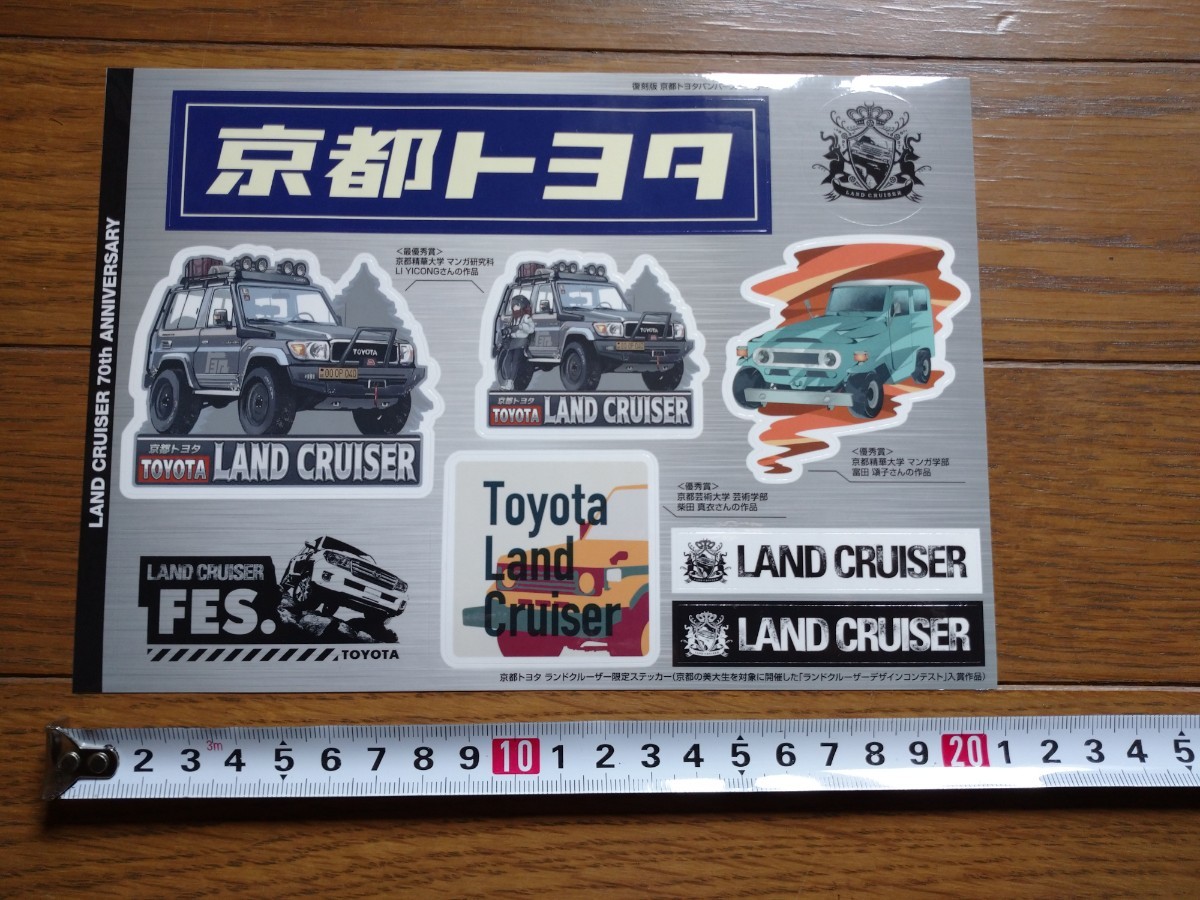 復刻版 京都トヨタバンパー
京都トヨタ
LAND CRUISER
LAND CRUISER 70th ANNIVERSARY
<最優秀賞>
京都精華大学 マンガ研究科
LI YICONGさんの作品
TOYOTA
00 OP 040
京都トヨタ
TOYOTA LAND CRUISER
TOYOTA
京都トヨタ
TOYOTA LAND CRUISER
<優秀賞>
京都精華大学 マンガ学部
富田 頌子さんの作品
<優秀賞>
京都芸術大学 芸術学部
柴田 真衣さんの作品
Toyota
Land
Cruiser
LAND CRUISER
FES.
TOYOTA
LAND CRUISER
LAND CRUISER
京都トヨタ ランドクルーザー限定ステッカー(京都の美大生を対象に開催した「ランドクルーザーデザインコンテスト」入賞作品)
2 3 3m 4 5 6 7 8 9 10 1 2 3 4 5 6 7 8 9 20 1 2 3 4 5